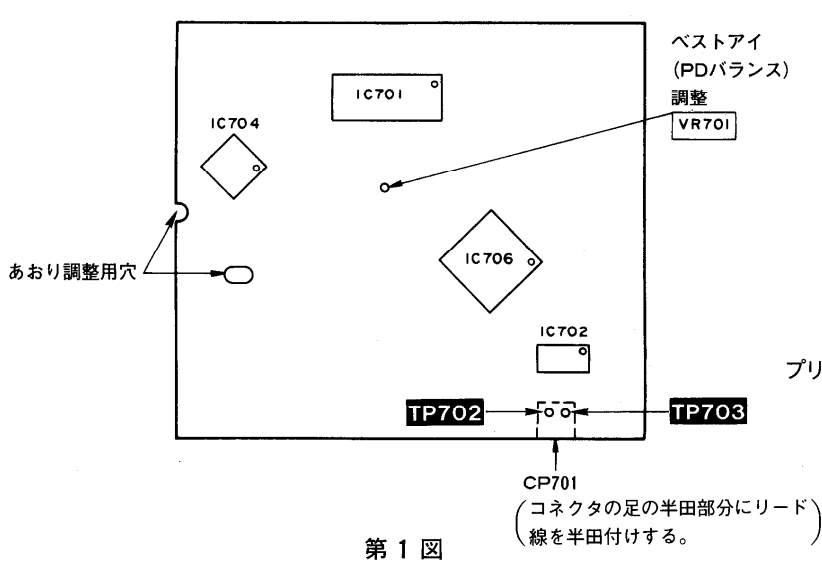 ベストアイ
(PDバランス)
調整
VR701
IC701
IC704
あおり調整用穴
IC706
IC702
プリ
TP702
TP703
CP701
(コネクタの足の半田部分にリード
線を半田付けする。)
第1図